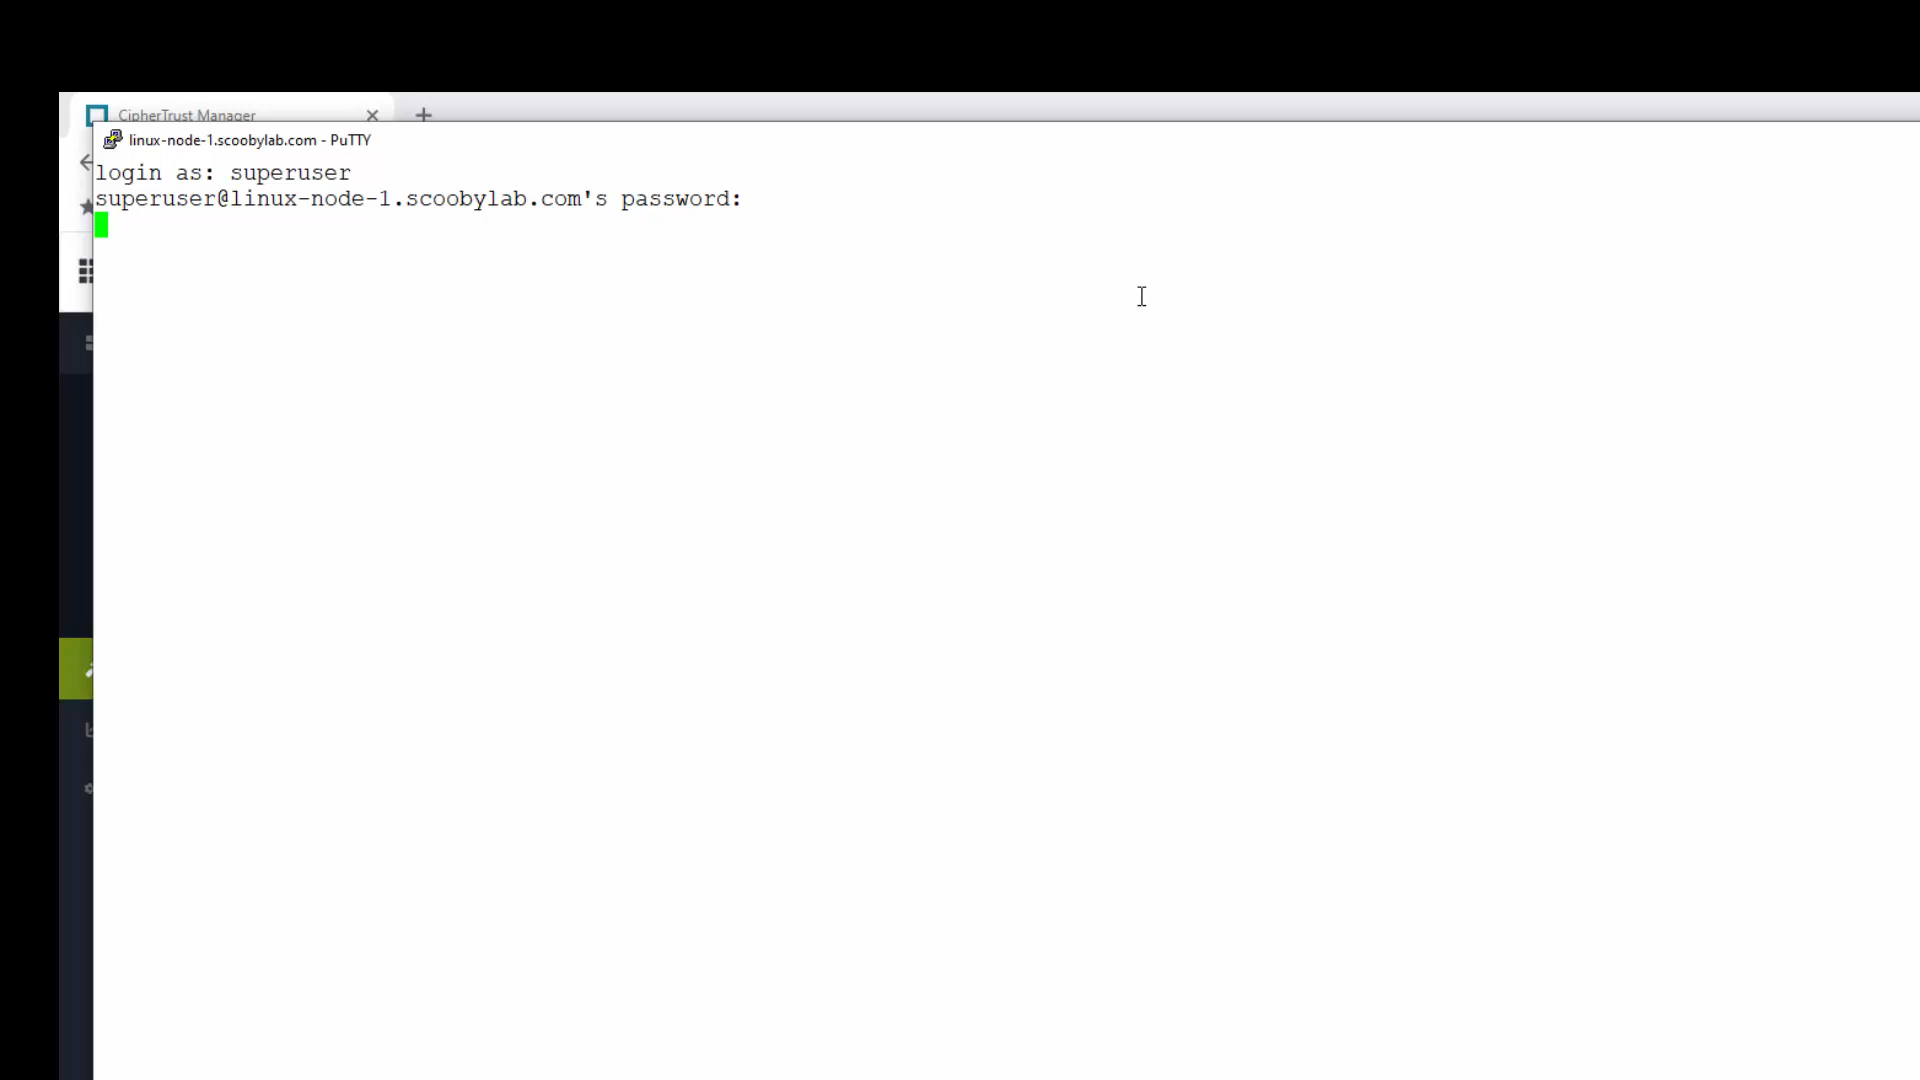 CipherTrust Manager
linux-node-1.scoobylab.com - PuTTY
login as: superuser
superuser@linux-node-1.scoobylab.com's password: